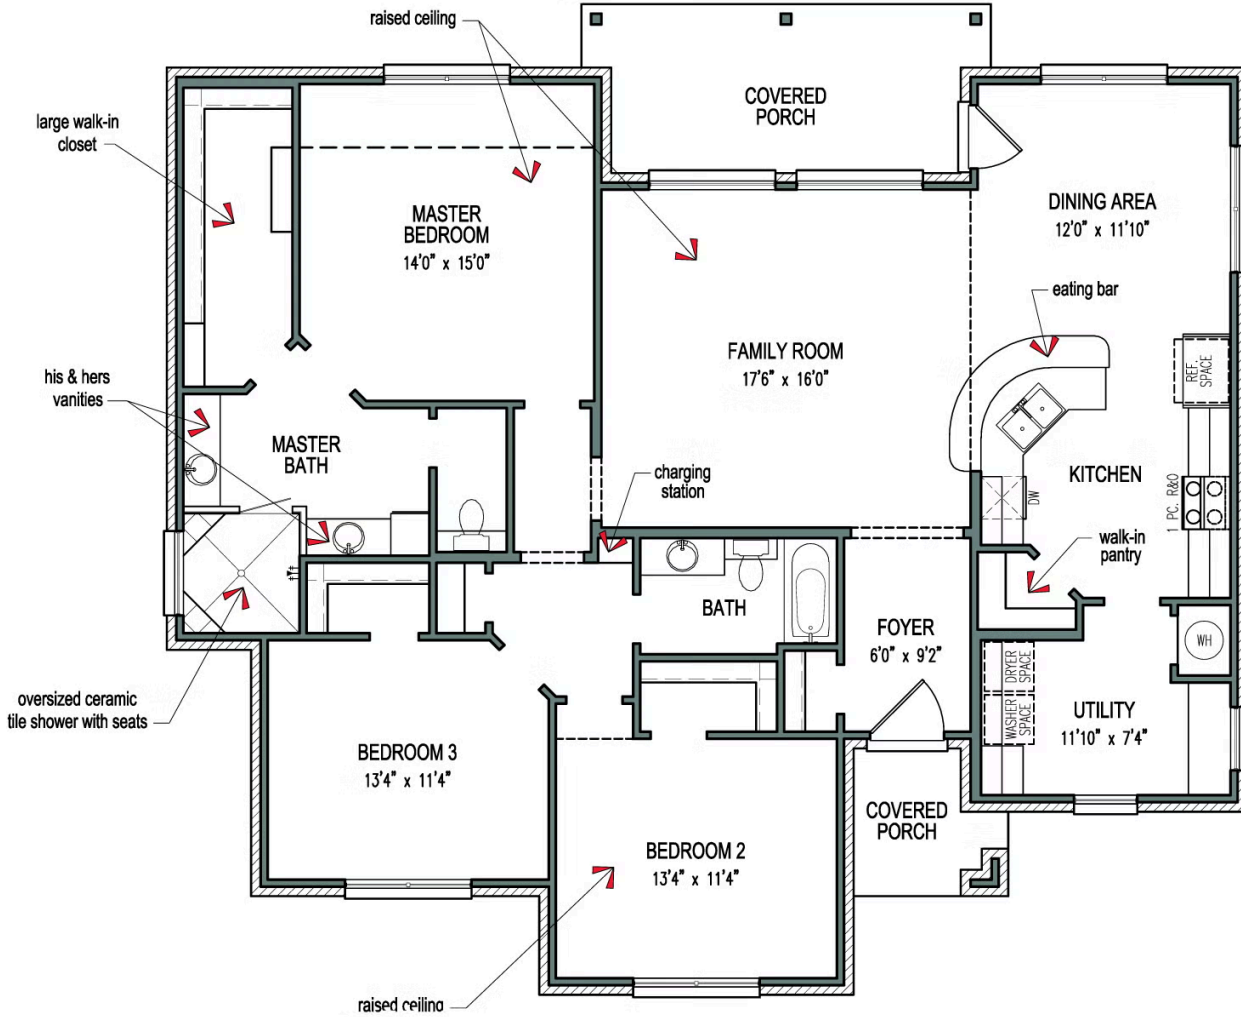 raised ceiling
COVERED
PORCH
large walk-in
closet
MASTER
BEDROOM
14'0" x 15'0"
DINING AREA
12'0" x 11'10"
eating bar
FAMILY ROOM
17'6" x 16'0"
REF.
SPACE
his & hers
vanities
MASTER
BATH
charging
station
KITCHEN
DW
1 PC. R&O
walk-in
pantry
BATH
FOYER
6'0" x 9'2"
WH
DRYER
SPACE
WASHER
SPACE
UTILITY
11'10" x 7'4"
oversized ceramic
tile shower with seats
BEDROOM 3
13'4" x 11'4"
COVERED
PORCH
BEDROOM 2
13'4" x 11'4"
raised ceiling